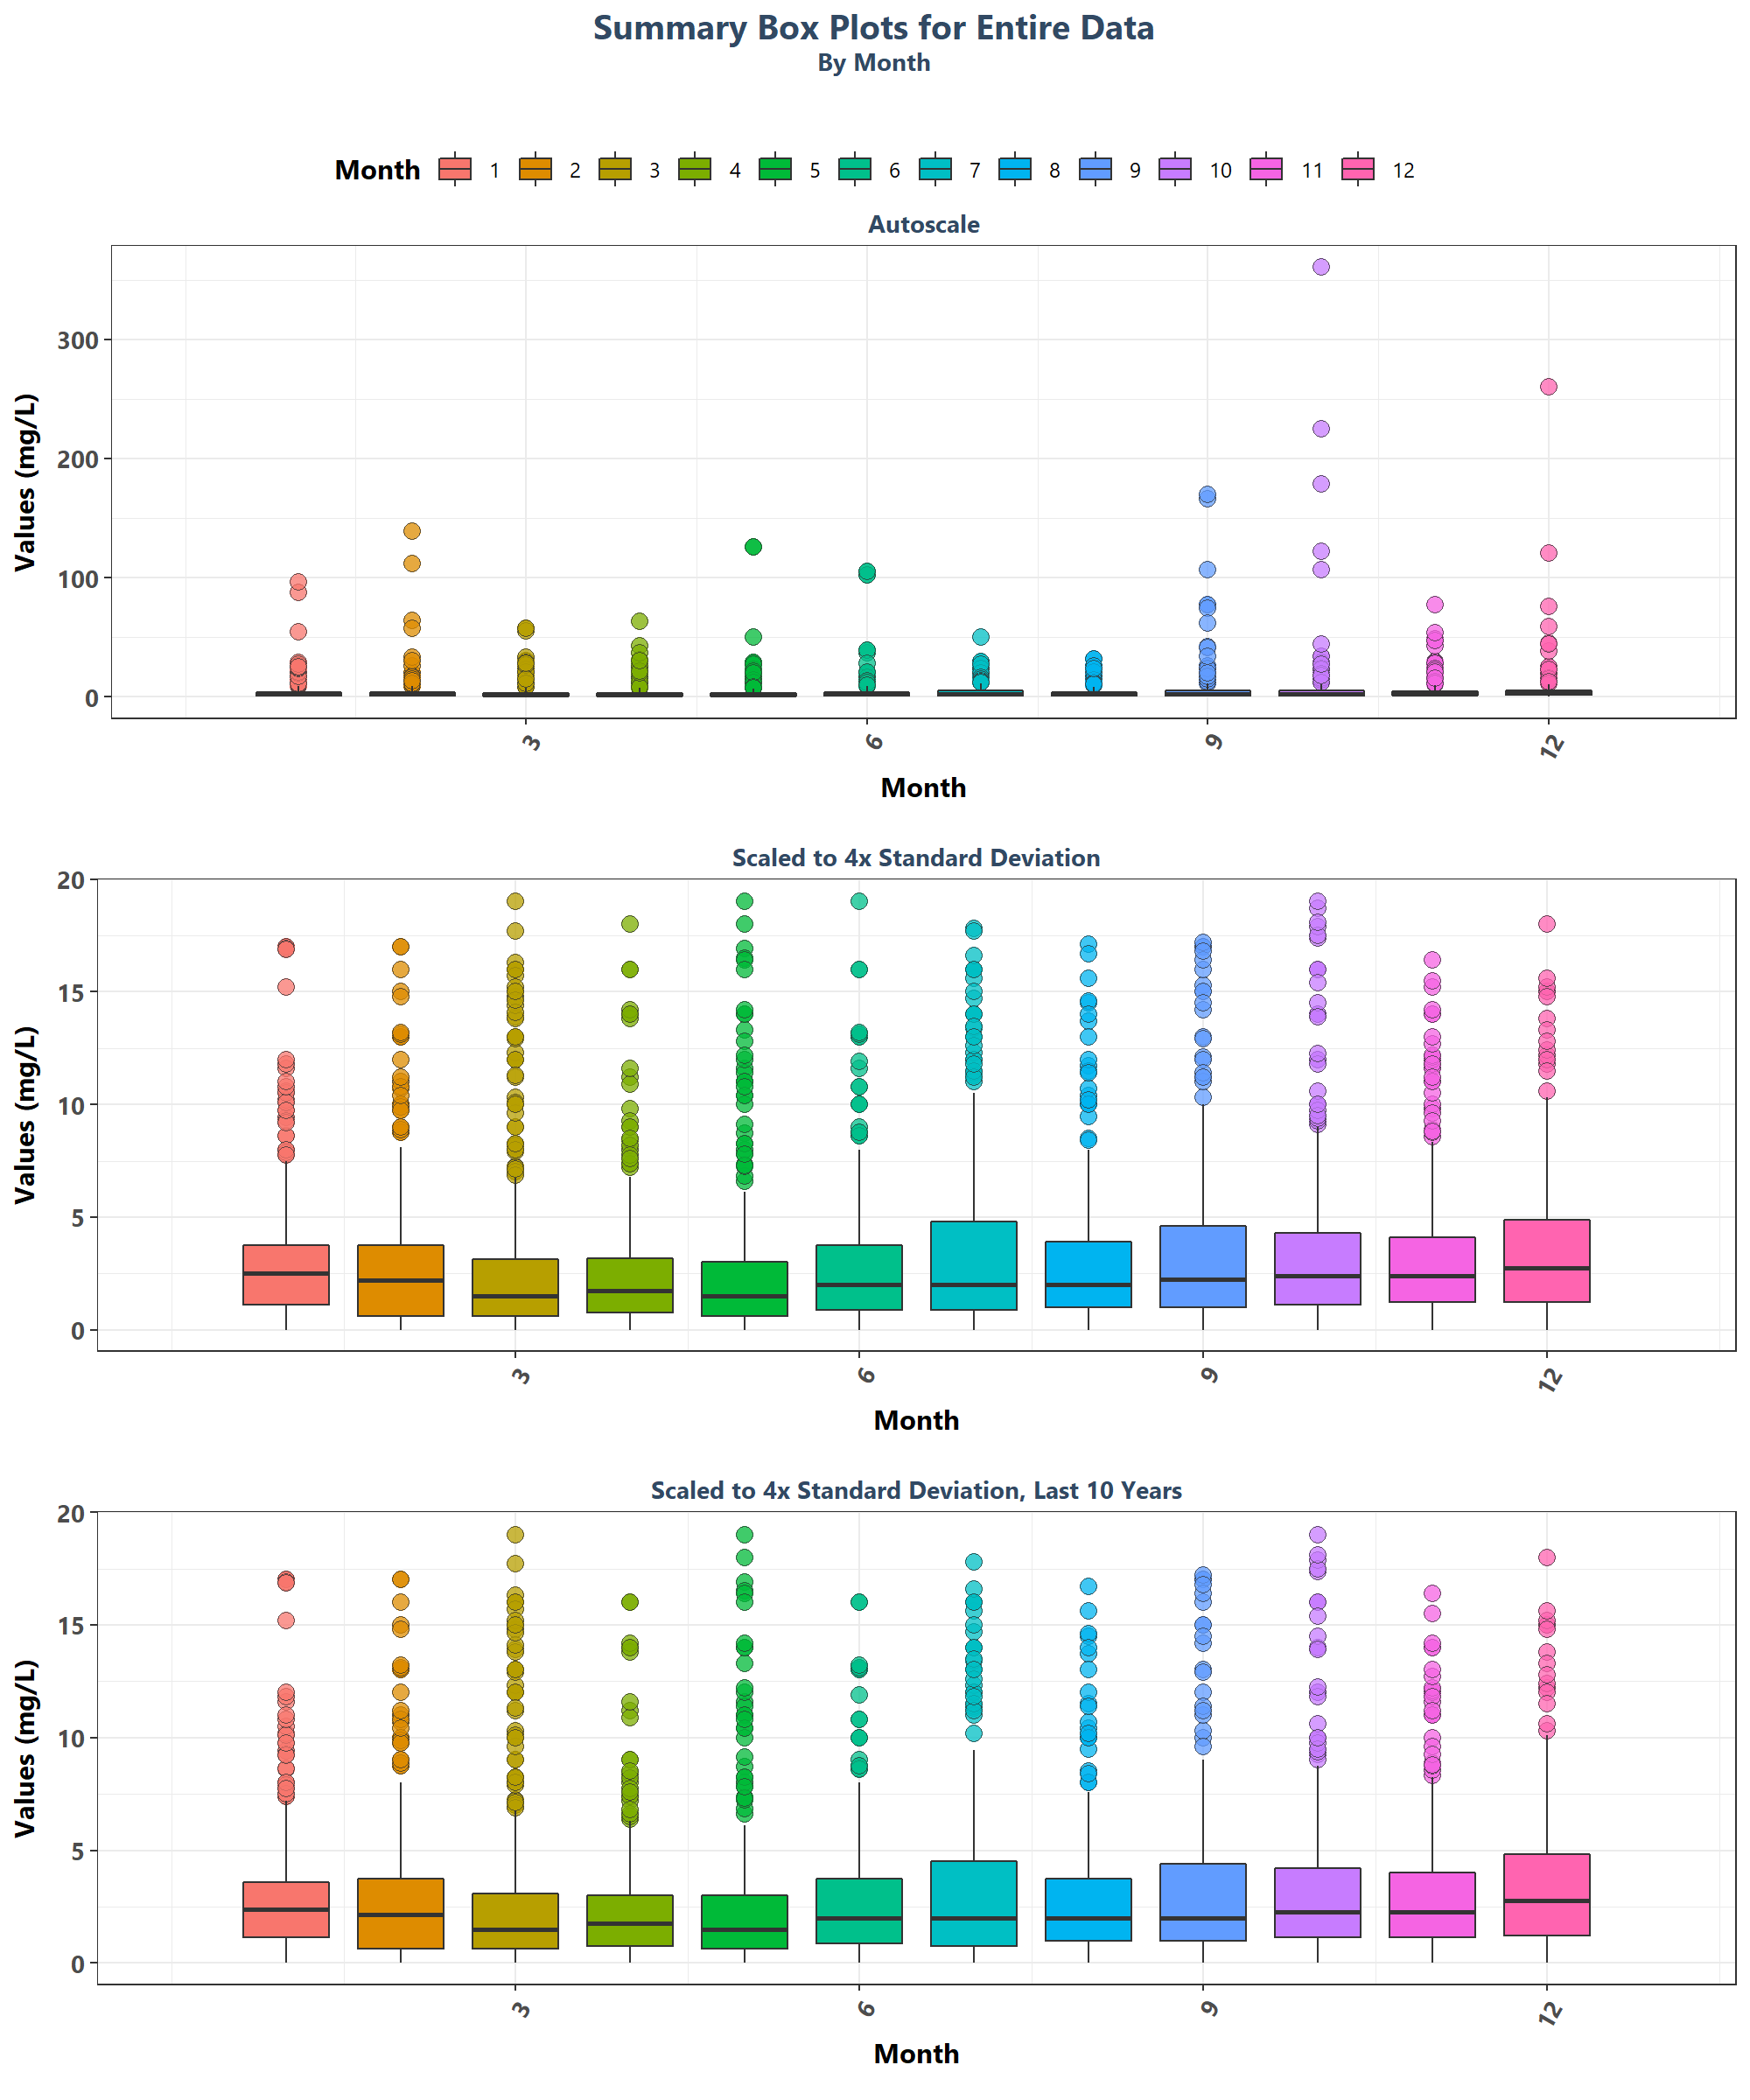 Summary Box Plots for Entire Data
By Month
Month 1 2 3 4 5 6 7 8 9 10 11 12
Autoscale
Values (mg/L)
300
200
100
0
3 6 9 12
Month
Scaled to 4x Standard Deviation
Values (mg/L)
20
15
10
5
0
3 6 9 12
Month
Scaled to 4x Standard Deviation, Last 10 Years
Values (mg/L)
20
15
10
5
0
3 6 9 12
Month